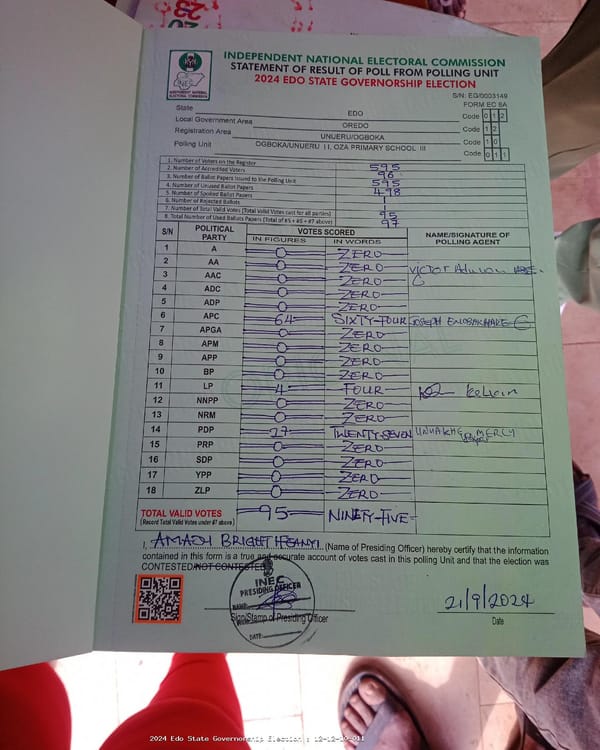 INDEPENDENT NATIONAL ELECTORAL COMMISSION
STATEMENT OF RESULT OF POLL FROM POLLING UNIT
2024 EDO STATE GOVERNORSHIP ELECTION
INEC
INDEPENDENT NATIONAL ELECTORAL COMMISSION
S/N: EG/0003149
FORM EC 8A
State EDO Code 0 1 2
Local Government Area OREDO Code 1 2
Registration Area UNUERU/OGBOKA Code 1 0
Polling Unit OGBOKA/UNUERU II, OZA PRIMARY SCHOOL III Code 0 1 1
1. Number of Voters on the Register 595
2. Number of Accredited Voters 96
3. Number of Ballot Papers Issued to the Polling Unit 595
4. Number of Unused Ballot Papers 498
5. Number of Spoiled Ballot Papers 1
6. Number of Rejected Ballots 1
7. Number of Total Valid Votes (Total Valid Votes cast for all parties) 95
8. Total Number of Used Ballots Papers (Total of #5 + #6 + #7 above) 97
S/N POLITICAL PARTY VOTES SCORED NAME/SIGNATURE OF POLLING AGENT
IN FIGURES IN WORDS
1 A 0 ZERO
2 AA 0 ZERO
3 AAC 0 ZERO VICTOR
4 ADC 0 ZERO
5 ADP 0 ZERO
6 APC 64 SIXTY-FOUR JOSEPH ENOBAKHARE
7 APGA 0 ZERO
8 APM 0 ZERO
9 APP 0 ZERO
10 BP 0 ZERO
11 LP 4 FOUR
12 NNPP 0 ZERO
13 NRM 0 ZERO
14 PDP 27 TWENTY-SEVEN MERCY
15 PRP 0 ZERO
16 SDP 0 ZERO
17 YPP 0 ZERO
18 ZLP 0 ZERO
TOTAL VALID VOTES 95 NINETY-FIVE
(Record Total Valid Votes under #7 above)
I, AMADI BRIGHT IFEANYI (Name of Presiding Officer) hereby certify that the information
contained in this form is a true and accurate account of votes cast in this polling Unit and that the election was
CONTESTED/NOT CONTESTED
INEC
PRESIDING OFFICER
NAME:
Sign/Stamp of Presiding Officer
DATE:
21/9/2024
Date
2024 Edo State Governorship Election : 12-12-10_011